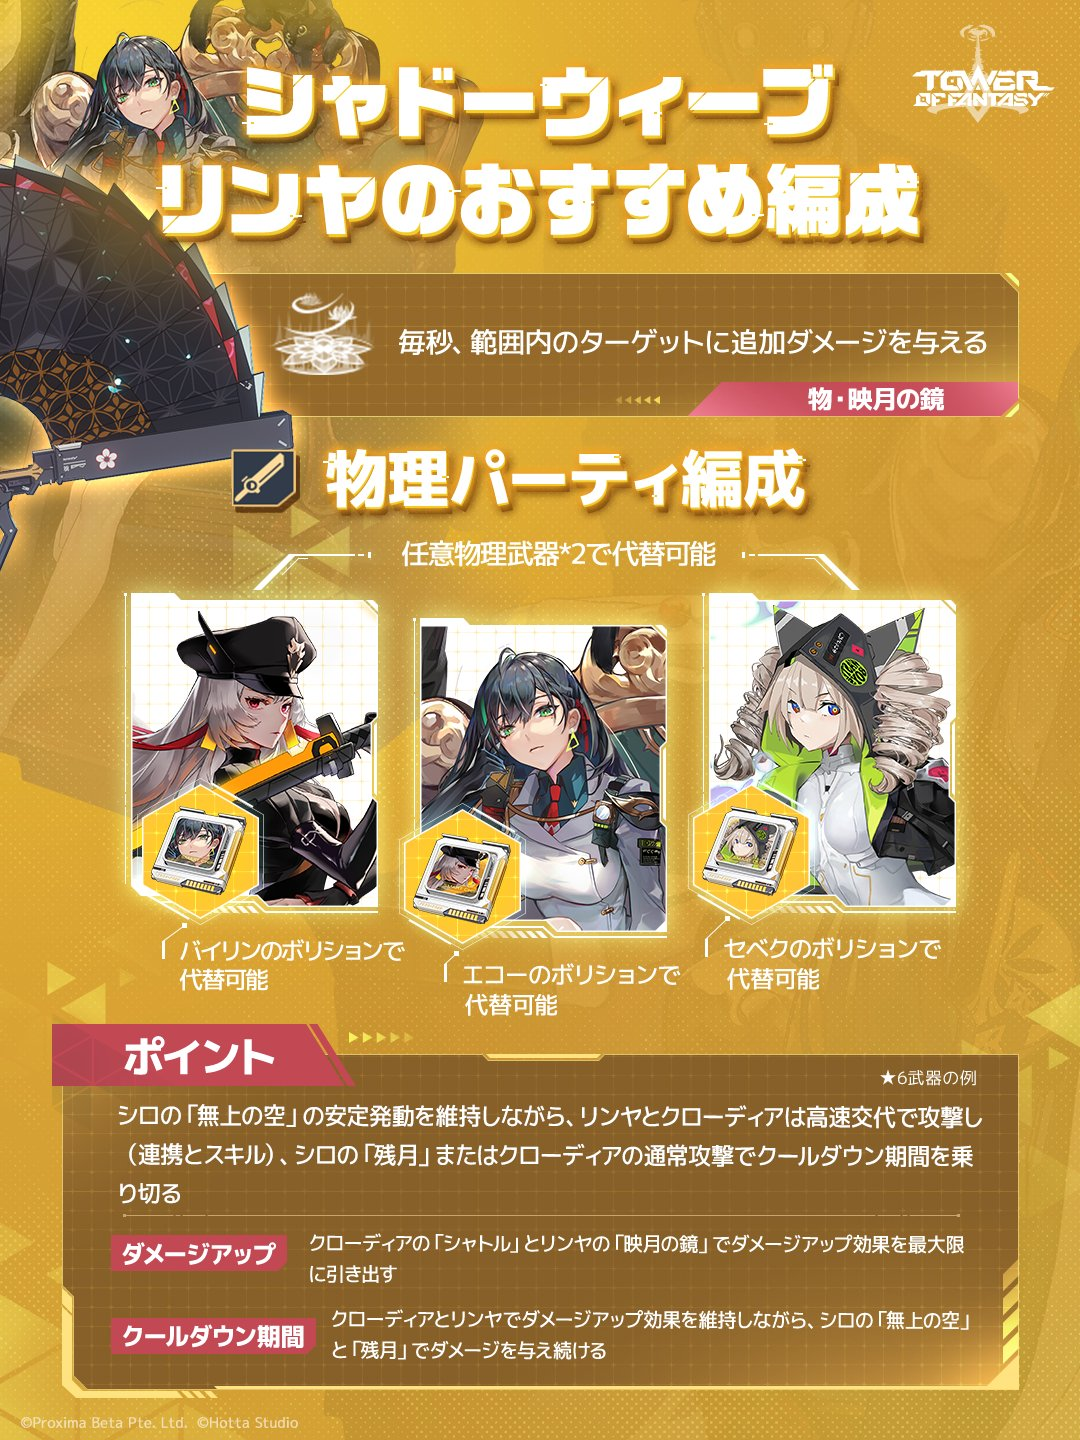 シャドーウィーブ
リンヤのおすすめ編成
TOWER
OF FANTASY
毎秒、範囲内のターゲットに追加ダメージを与える
物・映月の鏡
物理パーティ編成
任意物理武器*2で代替可能
バイリンのボリションで
代替可能
エコーのボリションで
代替可能
セベクのボリションで
代替可能
ポイント
★6武器の例
シロの「無上の空」の安定発動を維持しながら、リンヤとクローディアは高速交代で攻撃し
（連携とスキル）、シロの「残月」またはクローディアの通常攻撃でクールダウン期間を乗
り切る
ダメージアップ
クローディアの「シャトル」とリンヤの「映月の鏡」でダメージアップ効果を最大限
に引き出す
クールダウン期間
クローディアとリンヤでダメージアップ効果を維持しながら、シロの「無上の空」
と「残月」でダメージを与え続ける
©Proxima Beta Pte. Ltd. ©Hotta Studio